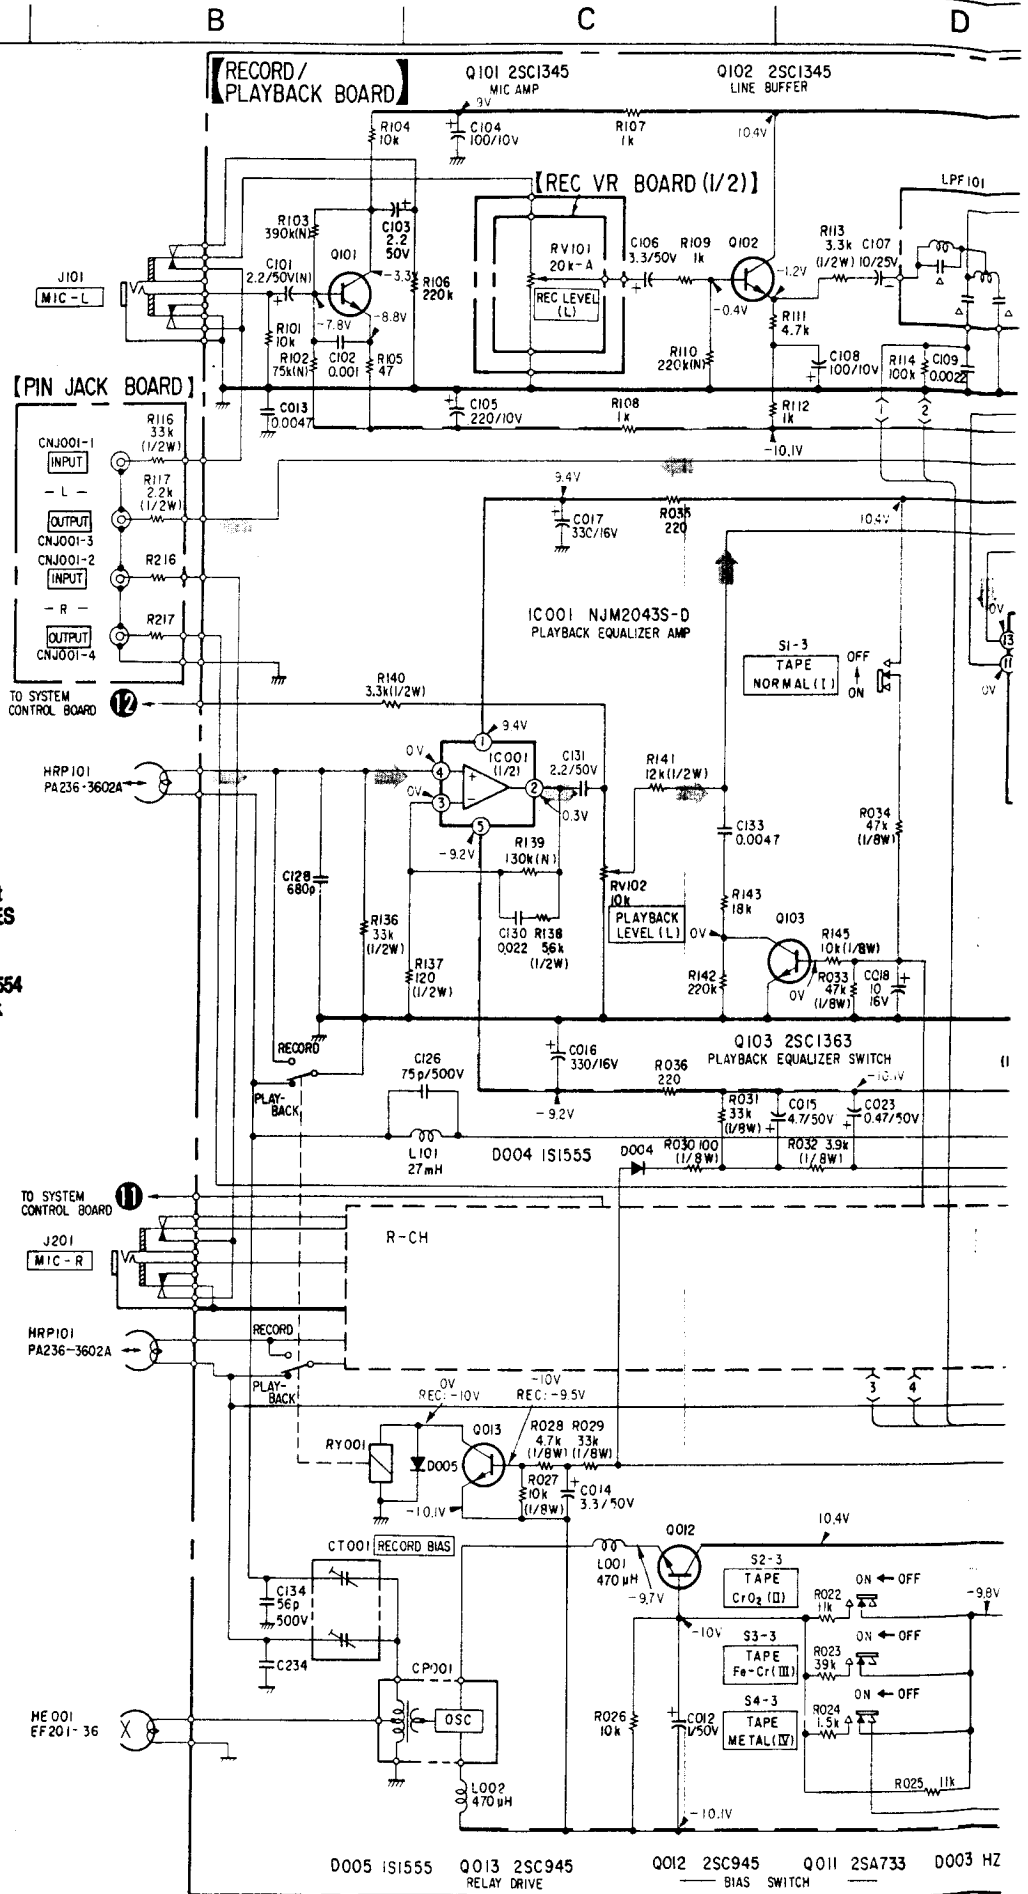 B C D
【RECORD/
PLAYBACK BOARD】
Q101 2SC1345
MIC AMP
Q102 2SC1345
LINE BUFFER
9V
R104
10k
C104
100/10V
R107
1k
10.4V
【REC VR BOARD (1/2)】
LPF101
R103
390k(N)
Q101
C103
2.2
50V
RV101
20k-A
REC LEVEL
(L)
C106
3.3/50V
R109
1k
Q102
R113
3.3k
(1/2W)
C107
10/25V
J101
MIC-L
C101
2.2/50V(N)
-3.3V
R106
220k
-1.2V
-7.8V
-8.8V
-0.4V
R101
10k
R102
75k(N)
C102
0.001
R105
47
R111
4.7k
R110
220k(N)
C108
100/10V
R114
100k
C109
0.0022
【PIN JACK BOARD】
C013
0.0047
C105
220/10V
R108
1k
R112
1k
1 2
-10.1V
R116
33k
(1/2W)
CNJ001-1
INPUT
- L -
R117
2.2k
(1/2W)
OUTPUT
CNJ001-3
CNJ001-2
INPUT
R216
- R -
R217
OUTPUT
CNJ001-4
9.4V
C017
330/16V
R035
220
10.4V
IC001 NJM2043S-D
PLAYBACK EQUALIZER AMP
S1-3
TAPE
NORMAL(I)
OFF
ON
0V
13
11
0V
TO SYSTEM
CONTROL BOARD 12
R140
3.3k(1/2W)
9.4V
HRP101
PA236-3602A
0V
4
1
IC001
(1/2)
2
C131
2.2/50V
0V
3
5
0.3V
-9.2V
R141
12k(1/2W)
C133
0.0047
R034
47k
(1/8W)
R139
130k(N)
C128
680p
RV102
10k
PLAYBACK
LEVEL(L)
R143
18k
Q103
R136
33k
(1/2W)
C130
0.022
R138
5.6k
(1/2W)
0V
R145
10k(1/8W)
R137
120
(1/2W)
R142
220k
0V
R033
47k
(1/8W)
C018
10
16V
ES
554
Q103 2SC1363
PLAYBACK EQUALIZER SWITCH
RECORD
PLAY-
BACK
C126
75p/500V
C016
330/16V
R036
220
-10.1V
-9.2V
R031
33k
(1/8W)
C015
4.7/50V
C023
0.47/50V
L101
27mH
D004 1S1555
D004
R030 100
(1/8W)
R032 3.9k
(1/8W)
TO SYSTEM
CONTROL BOARD 11
J201
MIC-R
R-CH
HRP101
PA236-3602A
RECORD
PLAY-
BACK
3 4
0V
REC:-10V
-10V
REC:-9.5V
RY001
D005
Q013
R028
4.7k
(1/8W)
R029
33k
(1/8W)
R027
10k
(1/8W)
C014
3.3/50V
-10.1V
CT001 RECORD BIAS
L001
470μH
Q012
10.4V
-9.7V
-10V
C134
56p
500V
C234
S2-3
TAPE
CrO2(II)
R022
11k
ON ← OFF
-9.8V
S3-3
TAPE
Fe-Cr(III)
R023
39k
ON ← OFF
S4-3
TAPE
METAL(IV)
R024
1.5k
ON ← OFF
CP001
OSC
HE001
EF201-36
R026
10k
C012
1/50V
R025 11k
L002
470μH
-10.1V
D005 1S1555
Q013 2SC945
RELAY DRIVE
Q012 2SC945
Q011 2SA733
BIAS SWITCH
D003 HZ